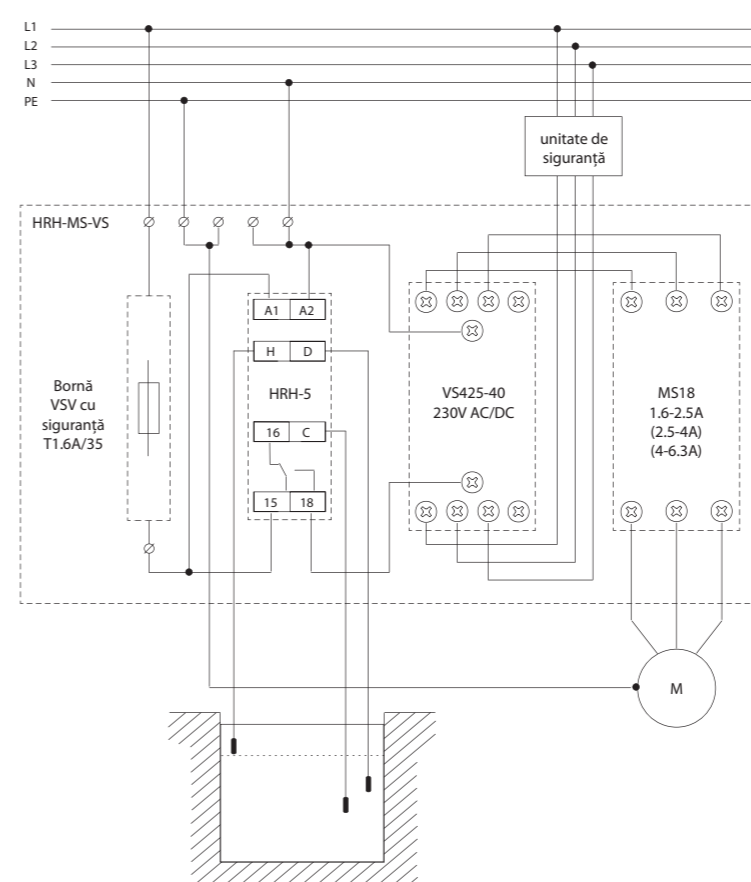 L1
L2
L3
N
PE
unitate de
siguranță
HRH-MS-VS
A1 A2
H D
HRH-5
16 C
15 18
Bornă
VSV cu
siguranță
T1.6A/35
VS425-40
230V AC/DC
MS18
1.6-2.5A
(2.5-4A)
(4-6.3A)
M